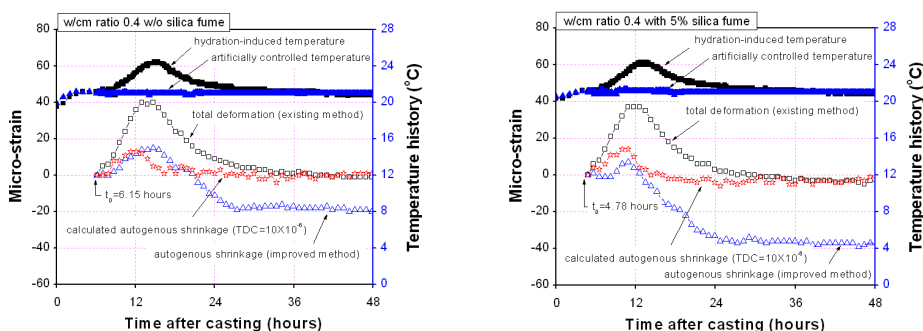 w/cm ratio 0.4 w/o silica fume
80
60
40
20
0
-20
-40
-60
Micro-strain
28
24
20
16
12
8
4
0
Temperature history (°C)
hydration-induced temperature
artificially controlled temperature
total deformation (existing method)
t0=6.15 hours
calculated autogenous shrinkage (TDC=10X10-6)
autogenous shrinkage (improved method)
0 6 12 24 36 48
Time after casting (hours)
w/cm ratio 0.4 with 5% silica fume
80
60
40
20
0
-20
-40
-60
Micro-strain
28
24
20
16
12
8
4
0
Temperature history (°C)
hydration-induced temperature
artificially controlled temperature
total deformation (existing method)
t0=4.78 hours
calculated autogenous shrinkage (TDC=10X10-6)
autogenous shrinkage (improved method)
0 12 24 36 48
Time after casting (hours)